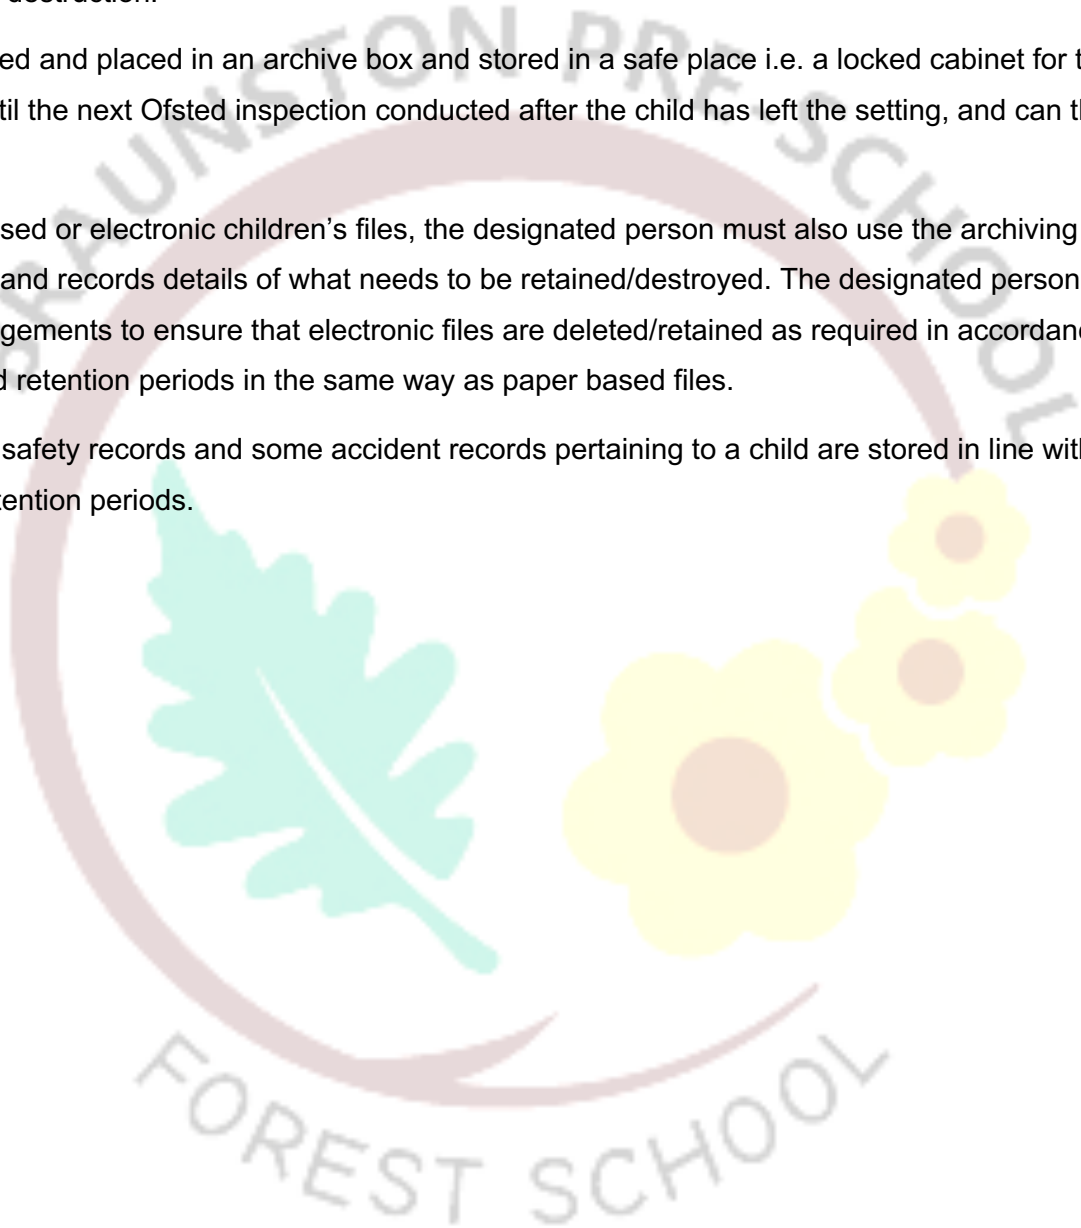 destruction.
ed and placed in an archive box and stored in a safe place i.e. a locked cabinet for t
til the next Ofsted inspection conducted after the child has left the setting, and can th
sed or electronic children’s files, the designated person must also use the archiving
and records details of what needs to be retained/destroyed. The designated person
gements to ensure that electronic files are deleted/retained as required in accordanc
d retention periods in the same way as paper based files.
safety records and some accident records pertaining to a child are stored in line with
tention periods.
BRAUNSTON PRE-SCHOOL
FOREST SCHOOL